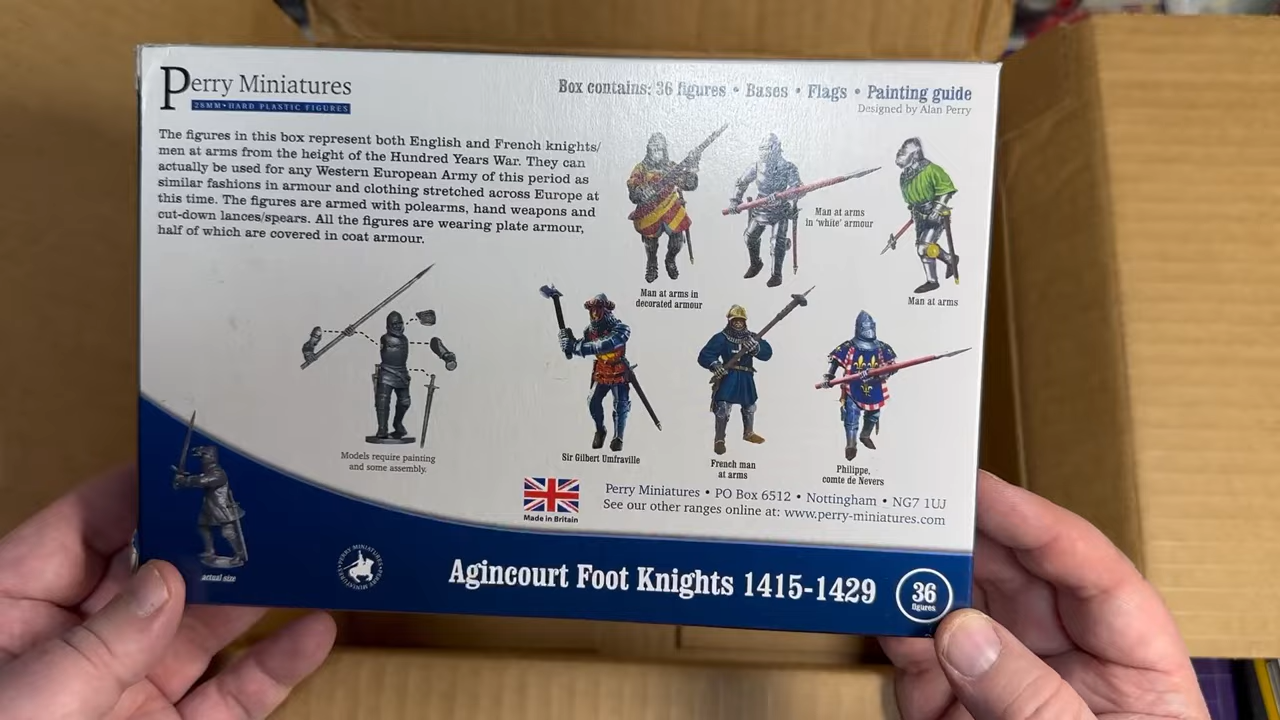 Perry Miniatures
28MM • HARD PLASTIC FIGURES
Box contains: 36 figures • Bases • Flags • Painting guide
Designed by Alan Perry
The figures in this box represent both English and French knights/
men at arms from the height of the Hundred Years War. They can
actually be used for any Western European Army of this period as
similar fashions in armour and clothing stretched across Europe at
this time. The figures are armed with polearms, hand weapons and
cut-down lances/spears. All the figures are wearing plate armour,
half of which are covered in coat armour.
Man at arms in
decorated armour
Man at arms
in 'white' armour
Man at arms
Models require painting
and some assembly.
Sir Gilbert Umfraville
French man
at arms
Philippe,
comte de Nevers
Made in Britain
Perry Miniatures • PO Box 6512 • Nottingham • NG7 1UJ
See our other ranges online at: www.perry-miniatures.com
actual size
PERRY MINIATURES • PERRY MINIATURES •
Agincourt Foot Knights 1415-1429
36
figures